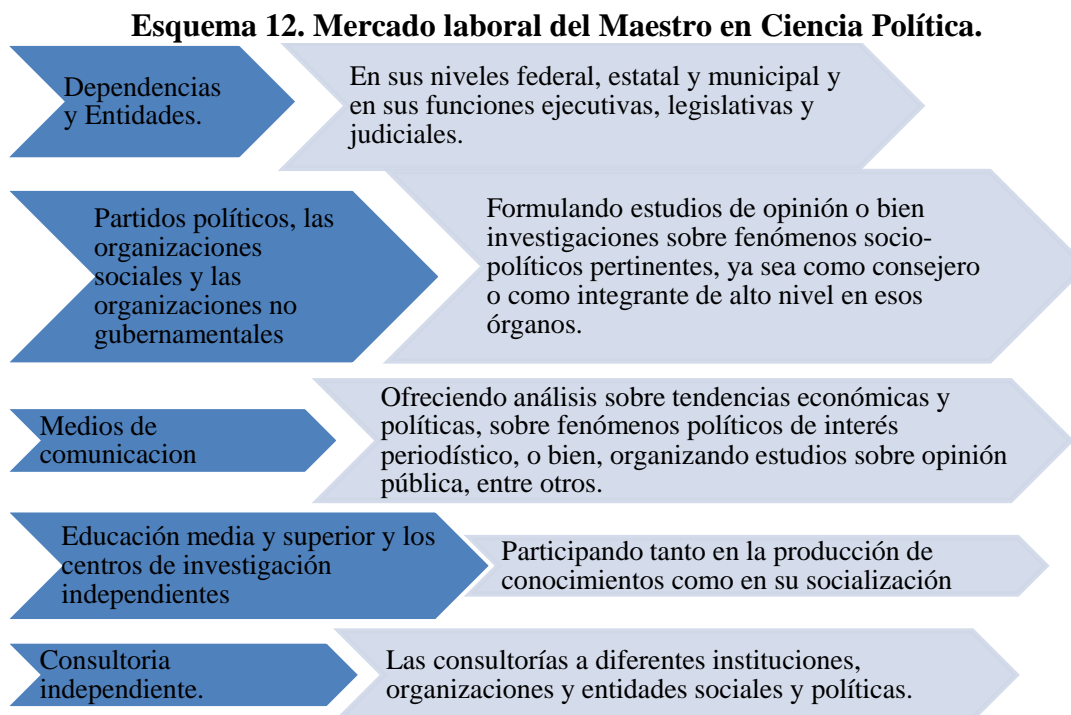 Esquema 12. Mercado laboral del Maestro en Ciencia Política.
Dependencias
y Entidades.
En sus niveles federal, estatal y municipal y
en sus funciones ejecutivas, legislativas y
judiciales.
Partidos políticos, las
organizaciones
sociales y las
organizaciones no
gubernamentales
Formulando estudios de opinión o bien
investigaciones sobre fenómenos socio-
políticos pertinentes, ya sea como consejero
o como integrante de alto nivel en esos
órganos.
Medios de
comunicacion
Ofreciendo análisis sobre tendencias económicas y
políticas, sobre fenómenos políticos de interés
periodístico, o bien, organizando estudios sobre opinión
pública, entre otros.
Educación media y superior y los
centros de investigación
independientes
Participando tanto en la producción de
conocimientos como en su socialización
Consultoria
independiente.
Las consultorías a diferentes instituciones,
organizaciones y entidades sociales y políticas.